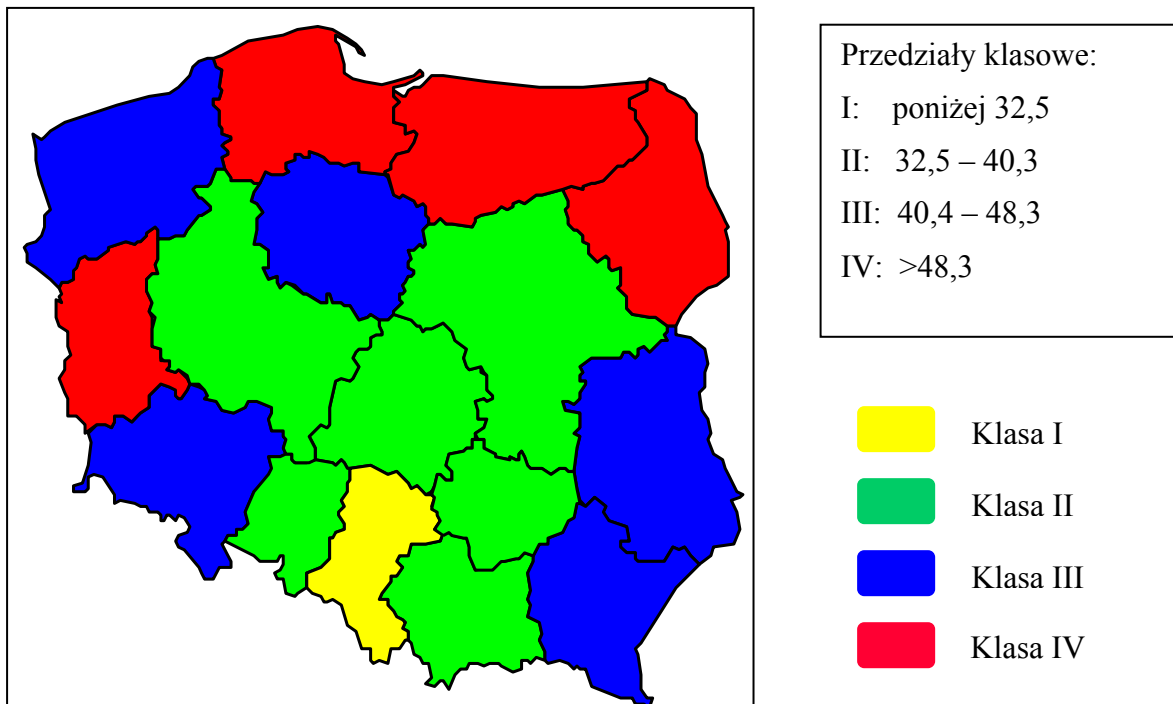 Przedziały klasowe:
I: poniżej 32,5
II: 32,5 – 40,3
III: 40,4 – 48,3
IV: >48,3
Klasa I
Klasa II
Klasa III
Klasa IV